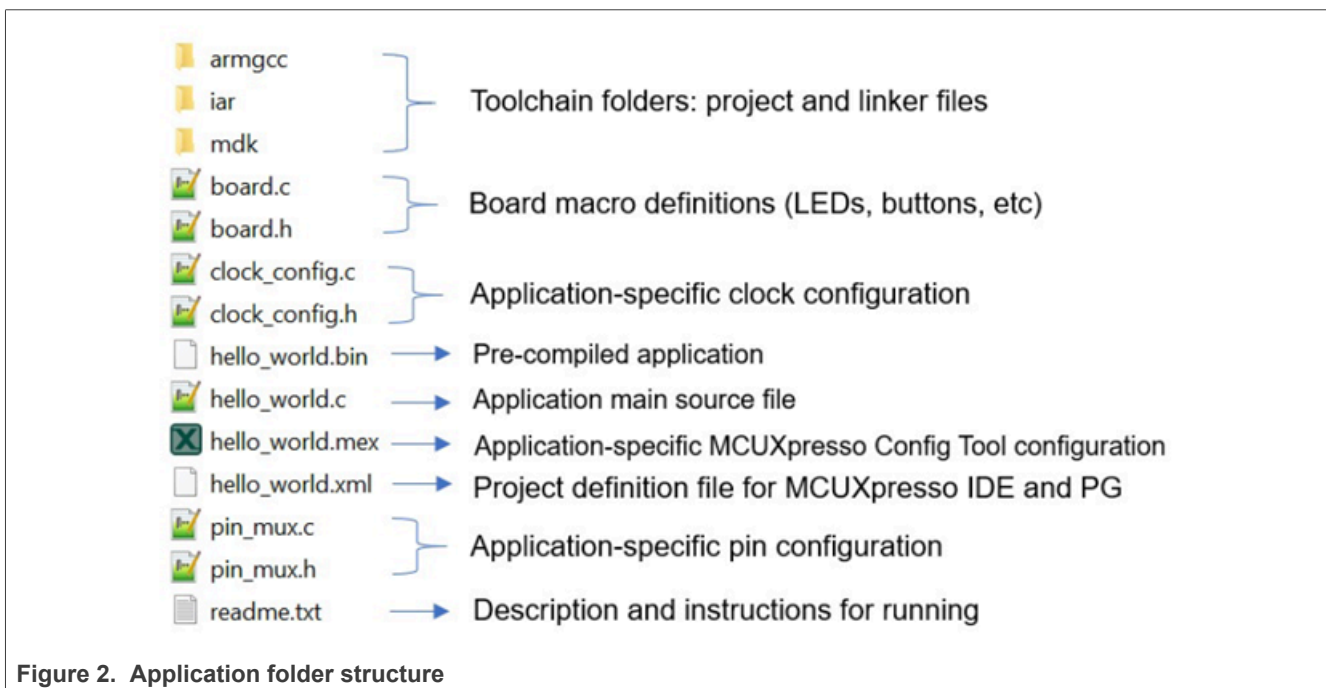 armgcc
iar
mdk
Toolchain folders: project and linker files
board.c
board.h
Board macro definitions (LEDs, buttons, etc)
clock_config.c
clock_config.h
Application-specific clock configuration
hello_world.bin Pre-compiled application
hello_world.c Application main source file
hello_world.mex Application-specific MCUXpresso Config Tool configuration
hello_world.xml Project definition file for MCUXpresso IDE and PG
pin_mux.c
pin_mux.h
Application-specific pin configuration
readme.txt Description and instructions for running
Figure 2. Application folder structure